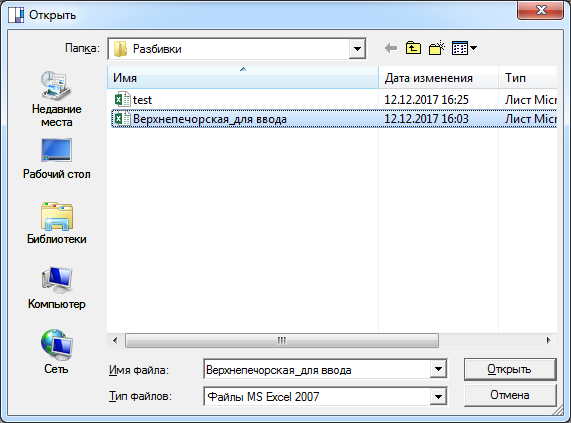 Открыть
Папка: Разбивки
Имя Дата изменения Тип
test 12.12.2017 16:25 Лист Micr
Верхнепечорская_для ввода 12.12.2017 16:03 Лист Micr
Недавние
места
Рабочий стол
Библиотеки
Компьютер
Сеть
Имя файла: Верхнепечорская_для ввода Открыть
Тип файлов: Файлы MS Excel 2007 Отмена